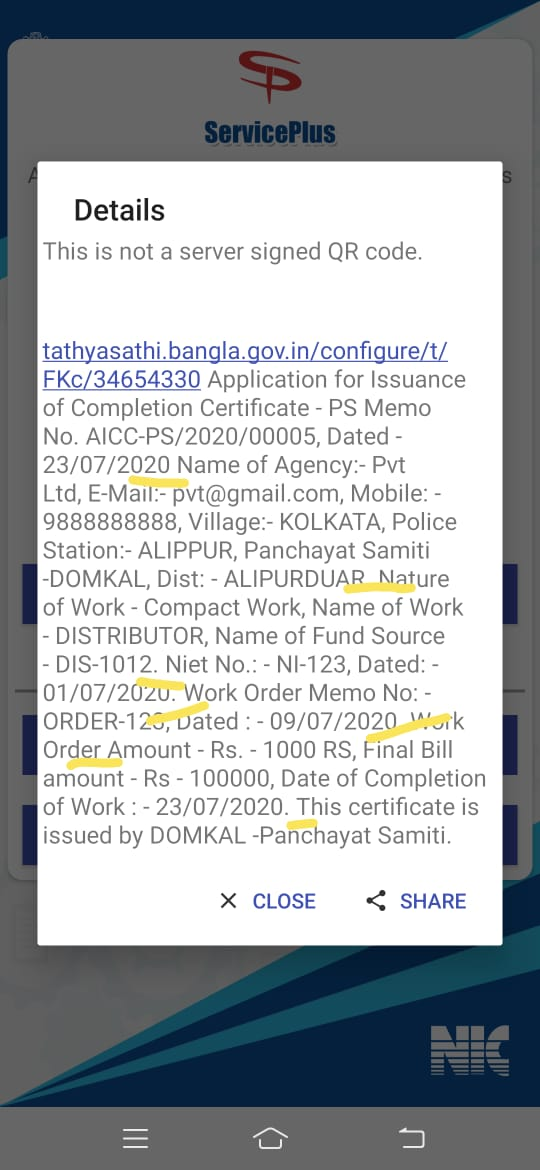 ServicePlus
A
s
Details
This is not a server signed QR code.
tathyasathi.bangla.gov.in/configure/t/
FKc/34654330 Application for Issuance
of Completion Certificate - PS Memo
No. AICC-PS/2020/00005, Dated -
23/07/2020 Name of Agency:- Pvt
Ltd, E-Mail:- pvt@gmail.com, Mobile: -
9888888888, Village:- KOLKATA, Police
Station:- ALIPPUR, Panchayat Samiti
-DOMKAL, Dist: - ALIPURDUAR, Nature
of Work - Compact Work, Name of Work
- DISTRIBUTOR, Name of Fund Source
- DIS-1012. Niet No.: - NI-123, Dated: -
01/07/2020. Work Order Memo No: -
ORDER-123, Dated : - 09/07/2020, Work
Order Amount - Rs. - 1000 RS, Final Bill
amount - Rs - 100000, Date of Completion
of Work : - 23/07/2020. This certificate is
issued by DOMKAL -Panchayat Samiti.
CLOSE SHARE
NIC